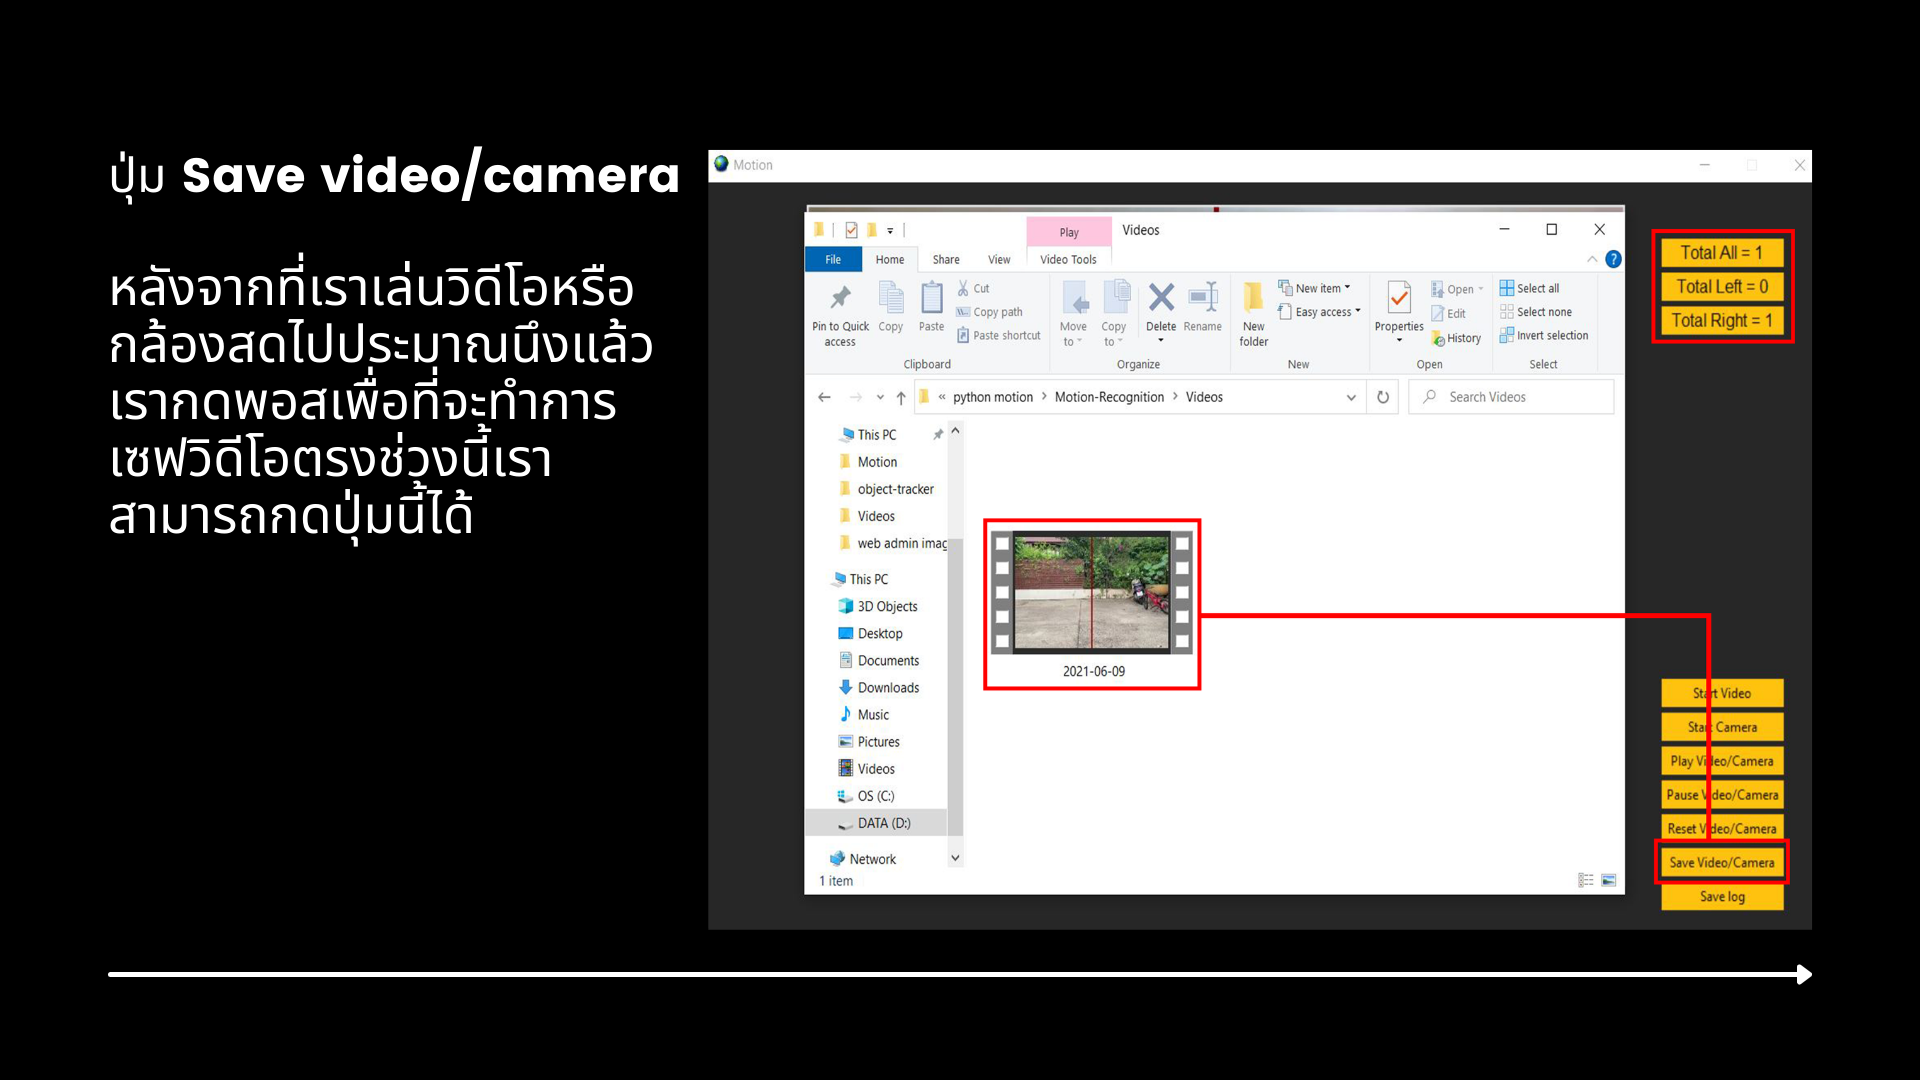 ปุ่ม Save video/camera
หลังจากที่เราเล่นวิดีโอหรือ
กล้องสดไปประมาณนึงแล้ว
เรากดพอสเพื่อที่จะทำการ
เซฟวิดีโอตรงช่วงนี้เรา
สามารถกดปุ่มนี้ได้
Motion
Play
Videos
File
Home
Share
View
Video Tools
Pin to Quick access
Copy
Paste
Cut
Copy path
Paste shortcut
Clipboard
Move to
Copy to
Delete
Rename
Organize
New folder
New item
Easy access
New
Properties
Open
Edit
History
Open
Select all
Select none
Invert selection
Select
« python motion > Motion-Recognition > Videos
Search Videos
This PC
Motion
object-tracker
Videos
web admin imag
This PC
3D Objects
Desktop
Documents
Downloads
Music
Pictures
Videos
OS (C:)
DATA (D:)
Network
1 item
2021-06-09
Total All = 1
Total Left = 0
Total Right = 1
Start Video
Start Camera
Play Video/Camera
Pause Video/Camera
Reset Video/Camera
Save Video/Camera
Save log